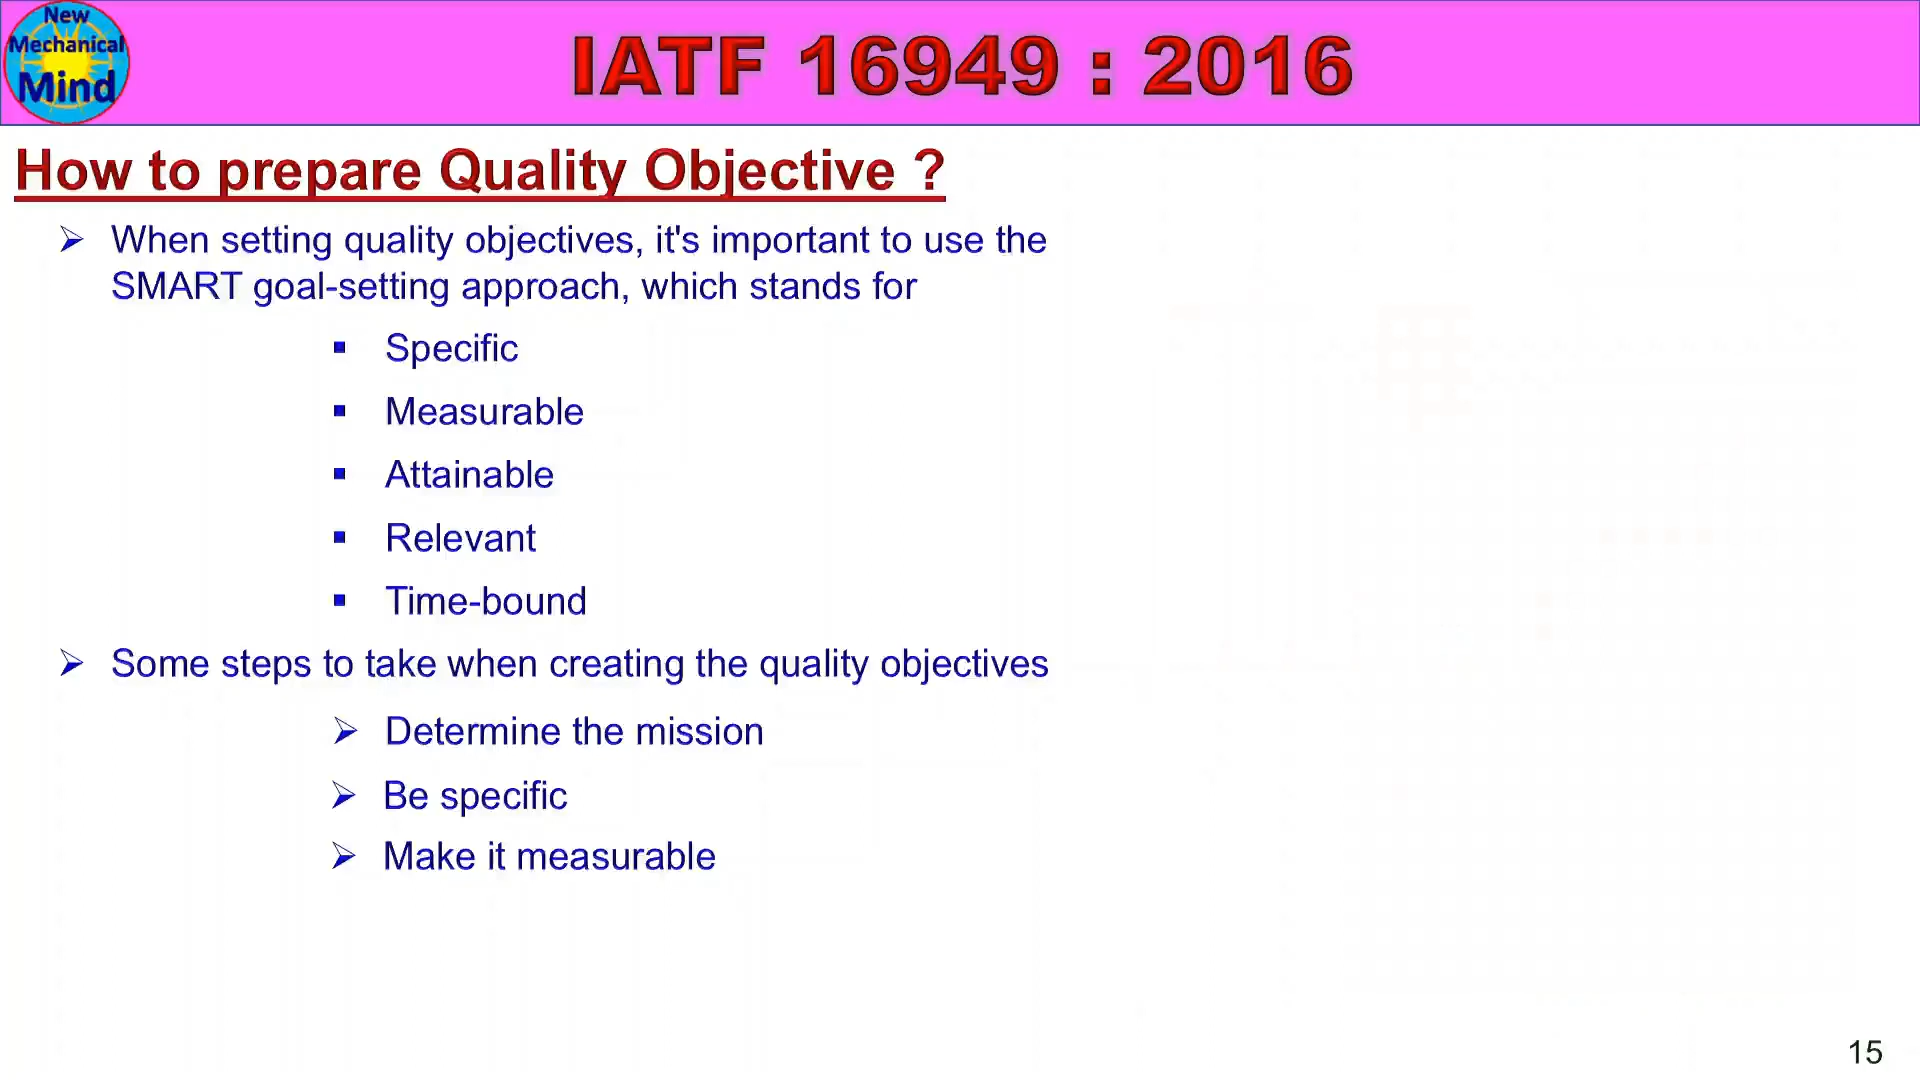 New
Mechanical
Mind
IATF 16949 : 2016
How to prepare Quality Objective ?
When setting quality objectives, it's important to use the
SMART goal-setting approach, which stands for
Specific
Measurable
Attainable
Relevant
Time-bound
Some steps to take when creating the quality objectives
Determine the mission
Be specific
Make it measurable
15